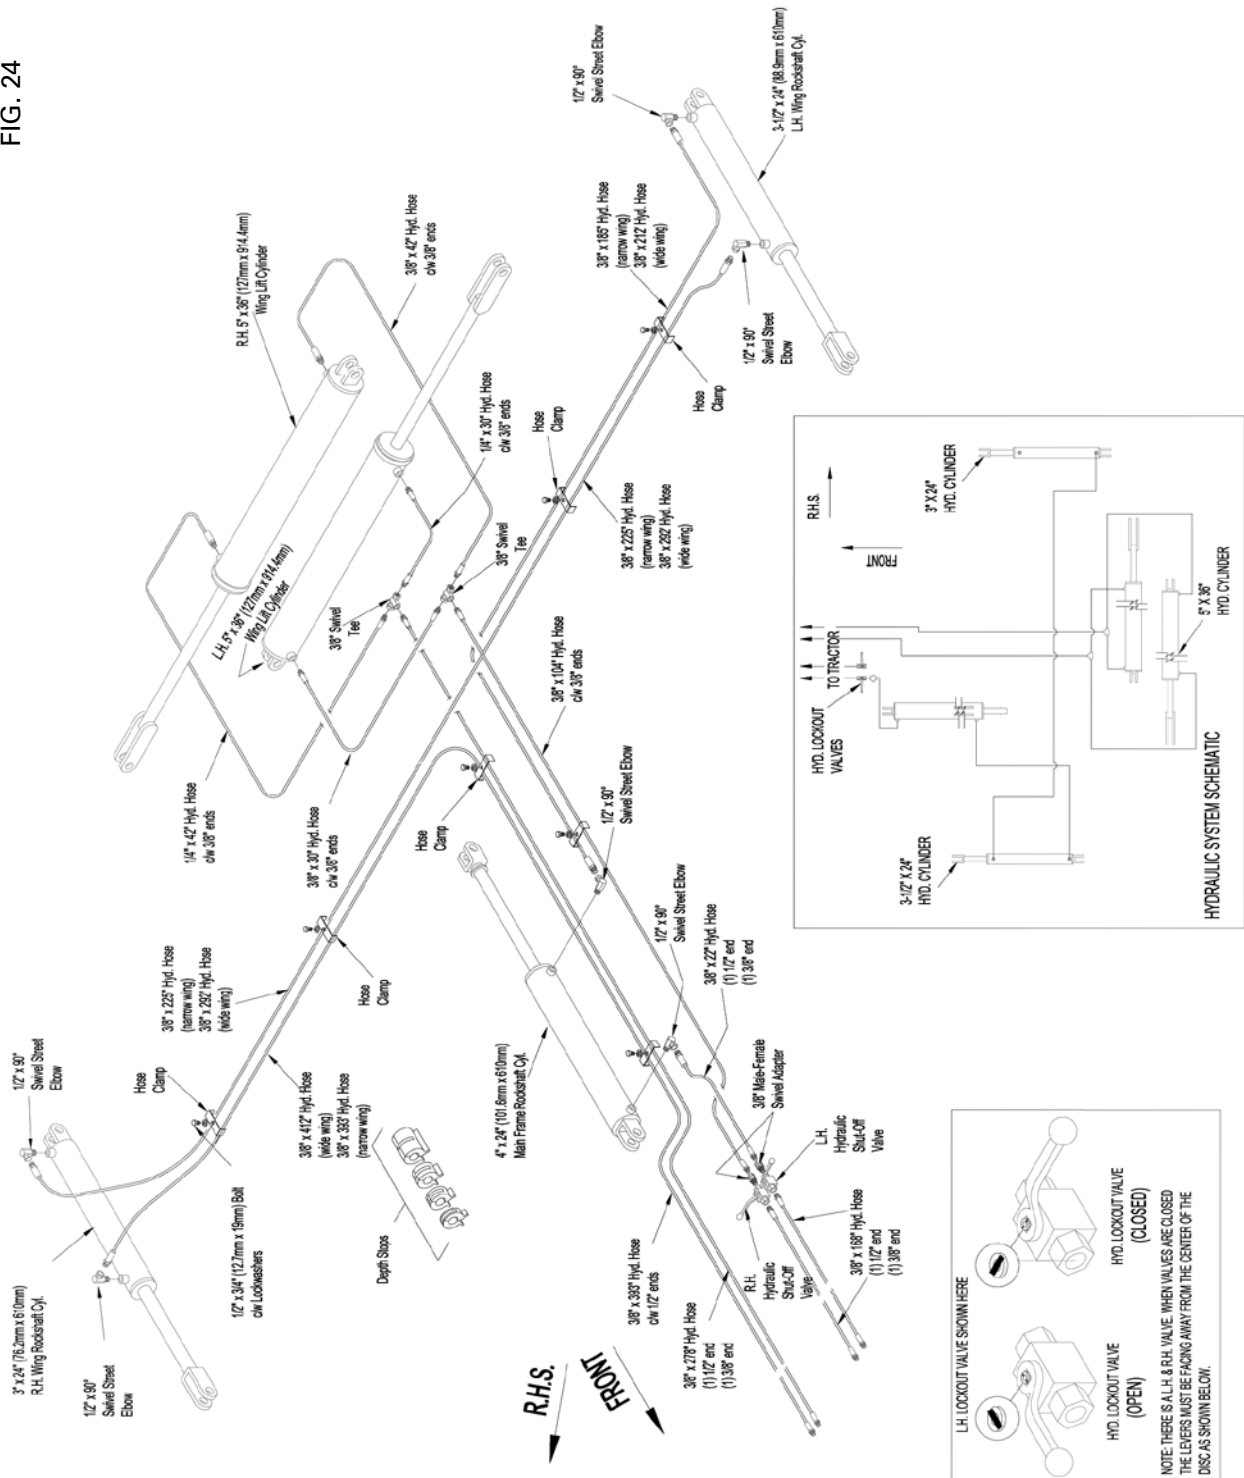 FIG. 24
1/2" x 90°
Swivel Street Elbow
3-1/2" x 24" (88.9mm x 610mm)
L.H. Wing Rockshaft Cyl.
R.H. 5" x 36" (127mm x 914.4mm)
Wing Lift Cylinder
3/8" x 42" Hyd. Hose
c/w 3/8" ends
3/8" x 185" Hyd. Hose
(narrow wing)
3/8" x 212" Hyd. Hose
(wide wing)
1/2" x 90°
Swivel Street
Elbow
Hose
Clamp
L.H. 5" x 36" (127mm x 914.4mm)
Wing Lift Cylinder
1/4" x 30" Hyd. Hose
c/w 3/8" ends
Hose
Clamp
3/8" Swivel
Tee
3/8" Swivel
Tee
3/8" x 225" Hyd. Hose
(narrow wing)
3/8" x 292" Hyd. Hose
(wide wing)
1/4" x 42" Hyd. Hose
c/w 3/8" ends
3/8" x 30" Hyd. Hose
c/w 3/8" ends
3/8" x 104" Hyd. Hose
c/w 3/8" ends
Hose
Clamp
1/2" x 90°
Swivel Street Elbow
3/8" x 225" Hyd. Hose
(narrow wing)
3/8" x 292" Hyd. Hose
(wide wing)
Hose
Clamp
1/2" x 90°
Swivel Street Elbow
3/8" x 22" Hyd. Hose
(1) 1/2" end
(1) 3/8" end
1/2" x 90°
Swivel Street
Elbow
Hose
Clamp
3/8" x 412" Hyd. Hose
(wide wing)
3/8" x 393" Hyd. Hose
(narrow wing)
4" x 24" (101.6mm x 610mm)
Main Frame Rockshaft Cyl.
3/8" Male-Female
Swivel Adapter
L.H.
Hydraulic
Shut-Off
Valve
3" x 24" (76.2mm x 610mm)
R.H. Wing Rockshaft Cyl.
1/2" x 90°
Swivel Street
Elbow
1/2" x 3/4" (12.7mm x 19mm) Bolt
c/w Lockwashers
Depth Stops
3/8" x 393" Hyd. Hose
c/w 1/2" ends
R.H.
Hydraulic
Shut-Off
Valve
3/8" x 168" Hyd. Hose
(1) 1/2" end
(1) 3/8" end
3/8" x 278" Hyd. Hose
(1) 1/2" end
(1) 3/8" end
R.H.S.
FRONT
R.H.S.
FRONT
3" X 24"
HYD. CYLINDER
TO TRACTOR
HYD. LOCKOUT
VALVES
5" X 36"
HYD. CYLINDER
3-1/2" X 24"
HYD. CYLINDER
HYDRAULIC SYSTEM SCHEMATIC
L.H. LOCKOUT VALVE SHOWN HERE
HYD. LOCKOUT VALVE
(OPEN)
HYD. LOCKOUT VALVE
(CLOSED)
NOTE: THERE IS A L.H. & R.H. VALVE. WHEN VALVES ARE CLOSED
THE LEVERS MUST BE FACING AWAY FROM THE CENTER OF THE
DISC AS SHOWN BELOW.